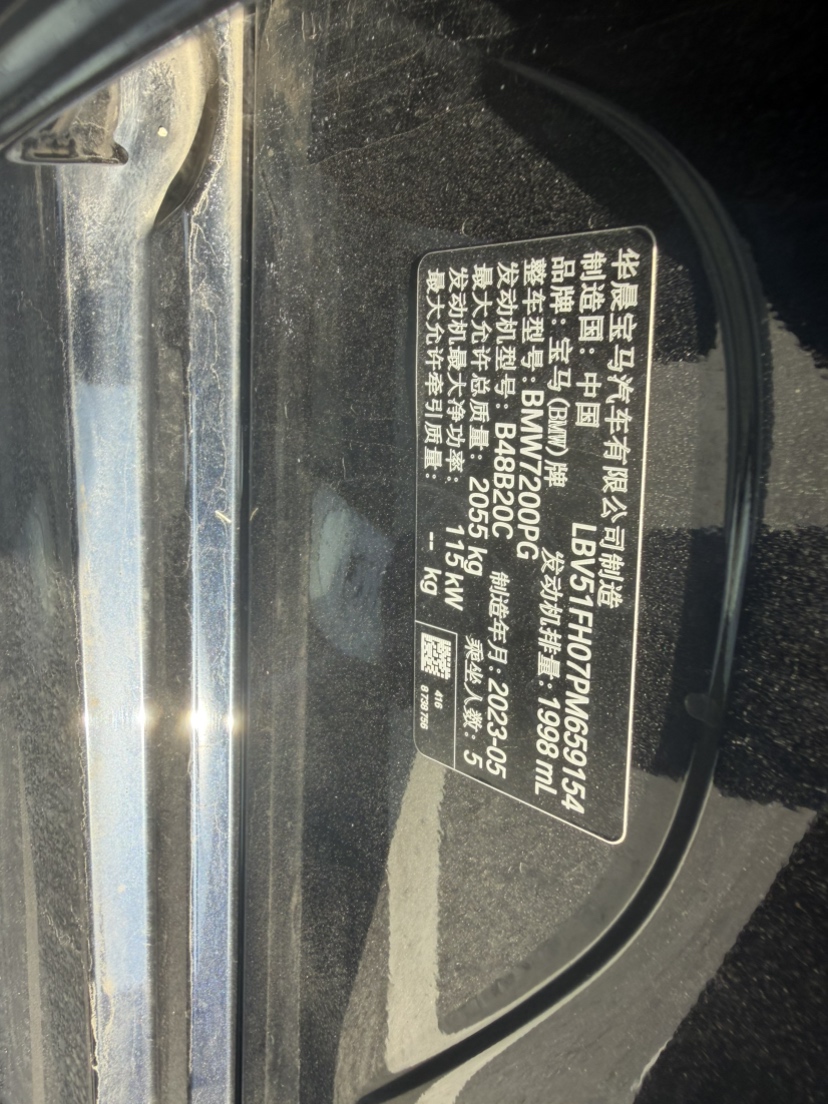 华晨宝马汽车有限公司制造
制造国：中国 LBV51FH07PM659154
品牌：宝马(BMW)牌 发动机排量：1998 mL
整车型号：BMW7200PG
发动机型号：B48B20C 制造年月：2023-05
最大允许总质量：2055 kg 乘坐人数：5
发动机最大净功率：115 kW
最大允许牵引质量：-- kg
416
8 738 756